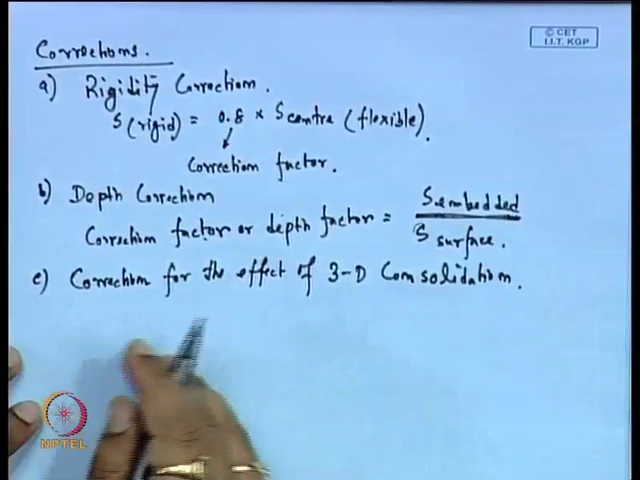 © CET
I.I.T. KGP
Corrections.
a) Rigidity Correction.
S(rigid) = 0.8 × S centre (flexible).
Correction factor.
b) Depth Correction
Correction factor or depth factor = S embedded / S surface.
c) Correction for the effect of 3-D Consolidation.
NPTEL